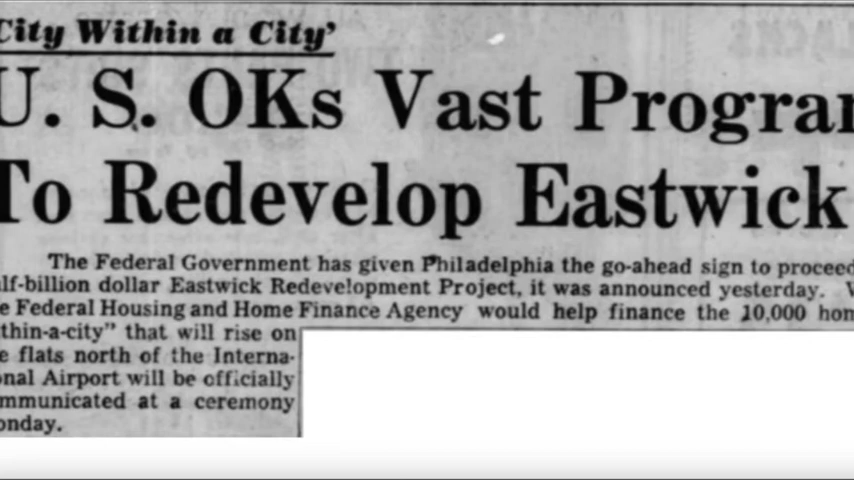 City Within a City'
U. S. OKs Vast Progra
To Redevelop Eastwick
The Federal Government has given Philadelphia the go-ahead sign to proceed
lf-billion dollar Eastwick Redevelopment Project, it was announced yesterday.
e Federal Housing and Home Finance Agency would help finance the 10,000 hom
thin-a-city" that will rise on
e flats north of the Interna-
onal Airport will be officially
mmunicated at a ceremony
onday.